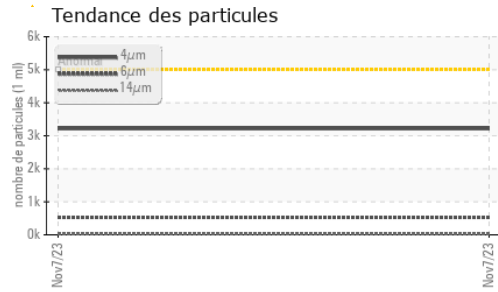 Tendance des particules
nombre de particules (1 ml)
6k
5k
4k
3k
2k
1k
0k
Anormal
4µm
6µm
14µm
Nov7/23
Nov7/23